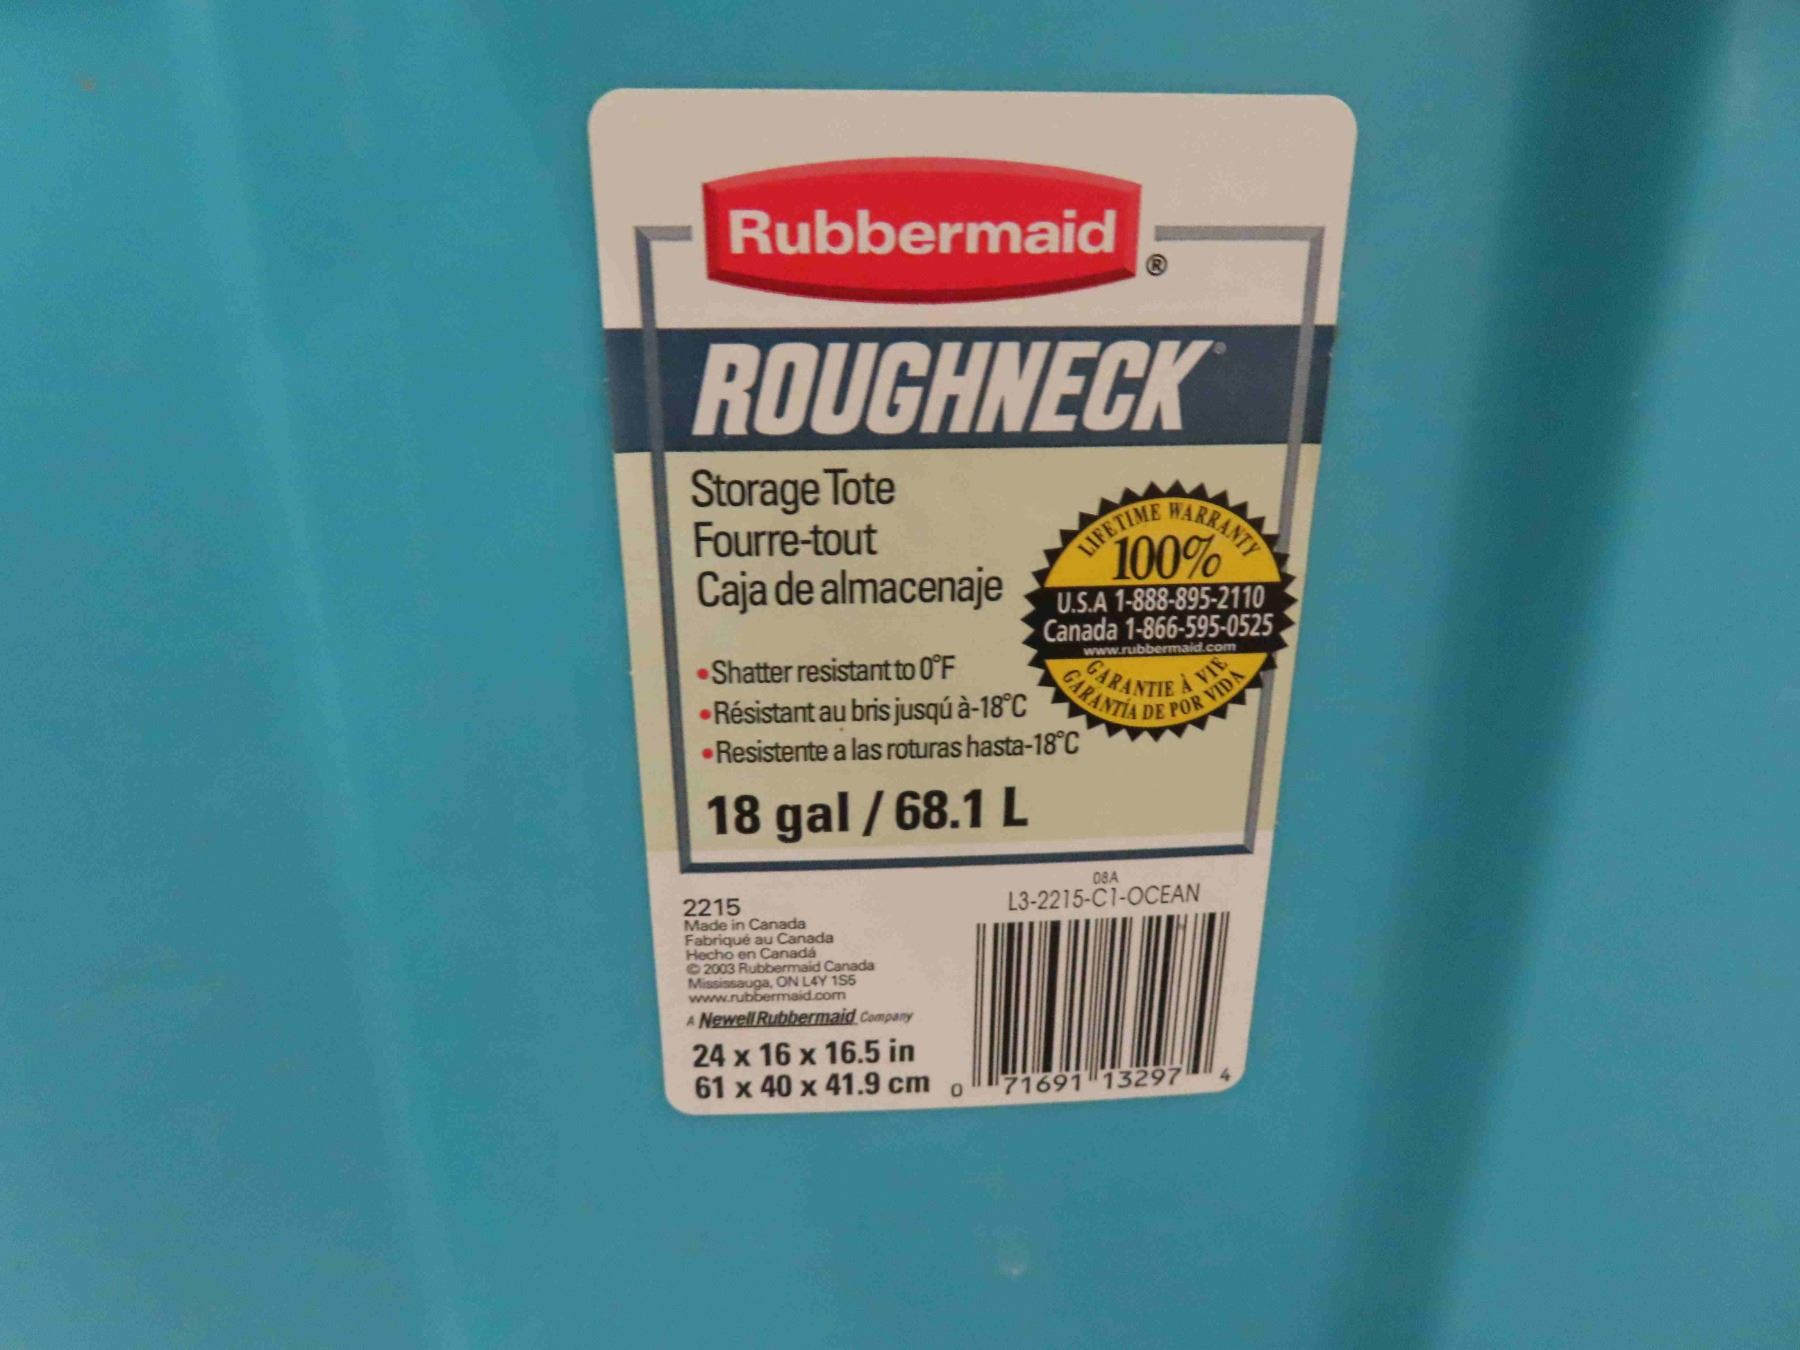 Rubbermaid®
ROUGHNECK®
Storage Tote
Fourre-tout
Caja de almacenaje
LIFETIME WARRANTY
100%
U.S.A 1-888-895-2110
Canada 1-866-595-0525
www.rubbermaid.com
GARANTIE À VIE
GARANTÍA DE POR VIDA
•Shatter resistant to 0°F
•Résistant au bris jusqú à-18°C
•Resistente a las roturas hasta-18°C
18 gal / 68.1 L
2215
Made in Canada
Fabriqué au Canada
Hecho en Canadá
© 2003 Rubbermaid Canada
Mississauga, ON L4Y 1S5
www.rubbermaid.com
A Newell Rubbermaid Company
24 x 16 x 16.5 in
61 x 40 x 41.9 cm
08A
L3-2215-C1-OCEAN
0 71691 13297 4